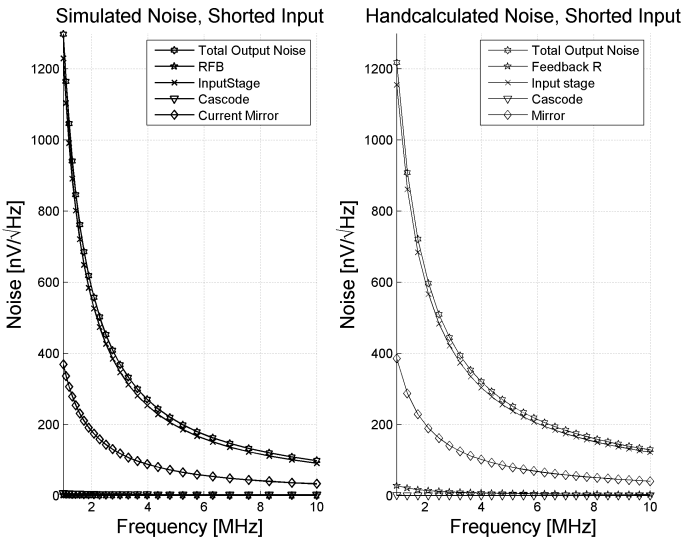 Simulated Noise, Shorted Input
Total Output Noise
RFB
InputStage
Cascode
Current Mirror
1200
1000
800
600
400
200
0
Noise [nV/√Hz]
2 4 6 8 10
Frequency [MHz]
Handcalculated Noise, Shorted Input
Total Output Noise
Feedback R
Input stage
Cascode
Mirror
1200
1000
800
600
400
200
0
Noise [nV/√Hz]
2 4 6 8 10
Frequency [MHz]